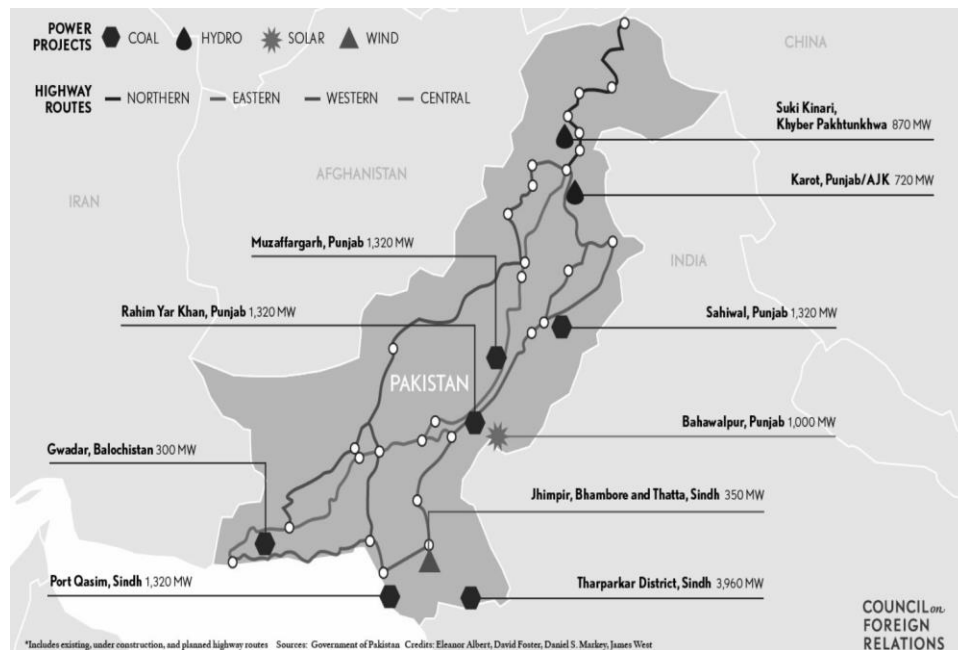 POWER
PROJECTS
COAL
HYDRO
SOLAR
WIND
HIGHWAY
ROUTES
NORTHERN
EASTERN
WESTERN
CENTRAL
CHINA
Suki Kinari,
Khyber Pakhtunkhwa 870 MW
AFGHANISTAN
Karot, Punjab/AJK 720 MW
IRAN
Muzaffargarh, Punjab 1,320 MW
INDIA
Rahim Yar Khan, Punjab 1,320 MW
Sahiwal, Punjab 1,320 MW
PAKISTAN
Bahawalpur, Punjab 1,000 MW
Gwadar, Balochistan 300 MW
Jhimpir, Bhambore and Thatta, Sindh 350 MW
Port Qasim, Sindh 1,320 MW
Tharparkar District, Sindh 3,960 MW
COUNCIL on
FOREIGN
RELATIONS
*Includes existing, under construction, and planned highway routes Sources: Government of Pakistan Credits: Eleanor Albert, David Foster, Daniel S. Markey, James West